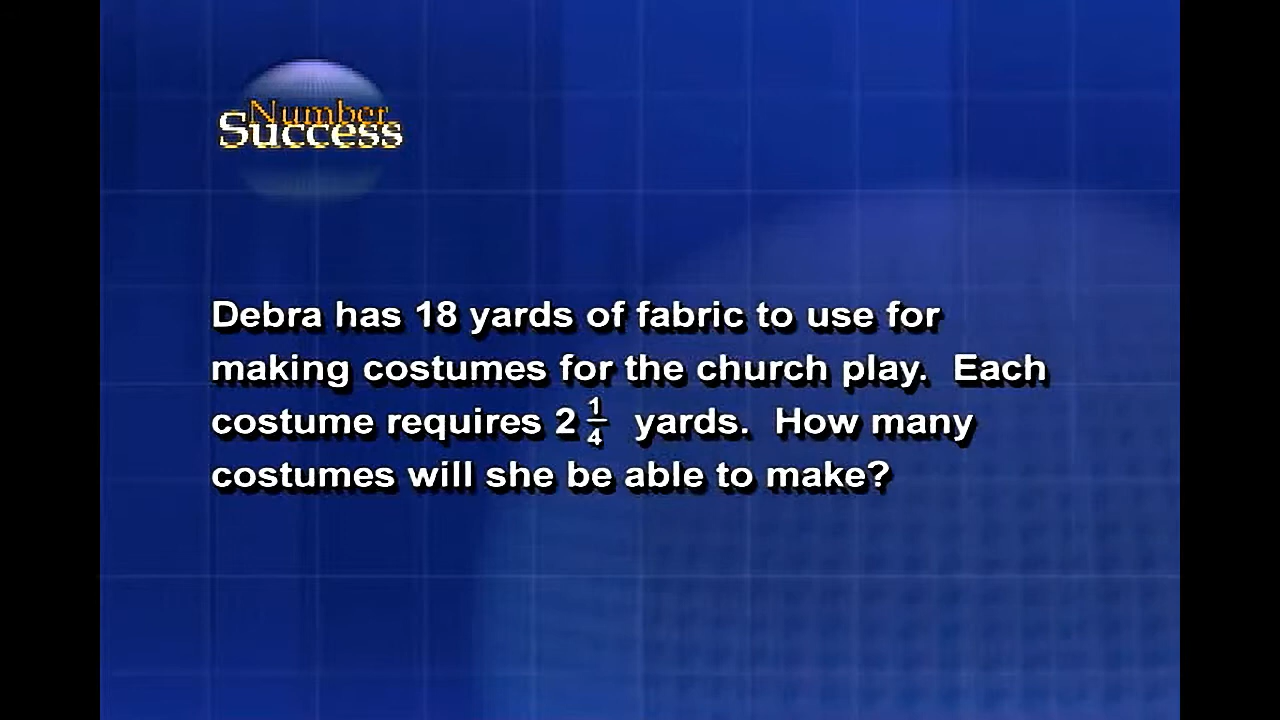 Number
Success
Debra has 18 yards of fabric to use for
making costumes for the church play. Each
costume requires 2 1/4 yards. How many
costumes will she be able to make?